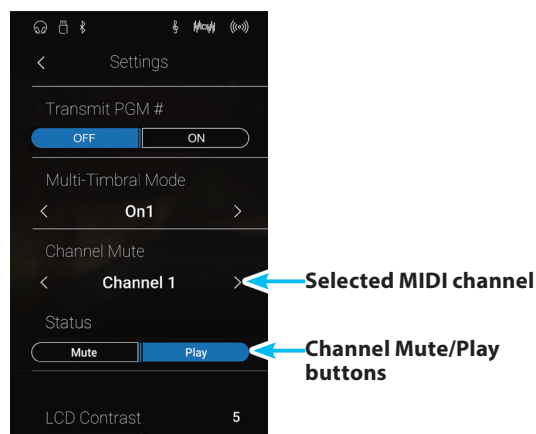 Settings
Transmit PGM #
OFF ON
Multi-Timbral Mode
< On1 >
Channel Mute
< Channel 1 >
Selected MIDI channel
Status
Mute Play
Channel Mute/Play
buttons
LCD Contrast 5